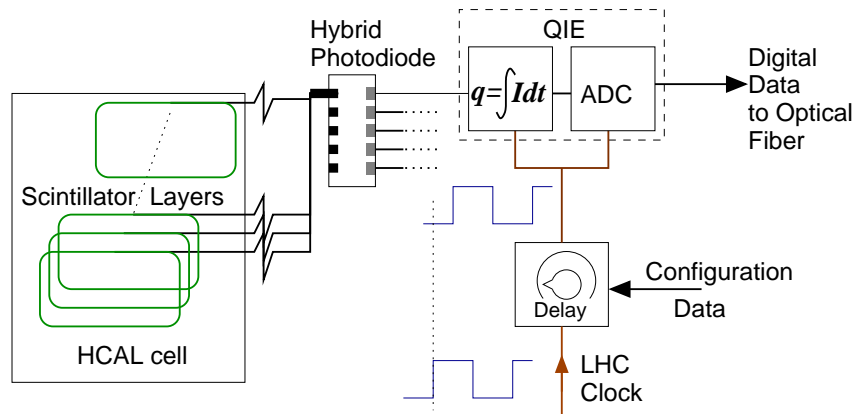 Hybrid
Photodiode
QIE
q=∫Idt
ADC
Digital
Data
to Optical
Fiber
Scintillator Layers
HCAL cell
Delay
Configuration
Data
LHC
Clock